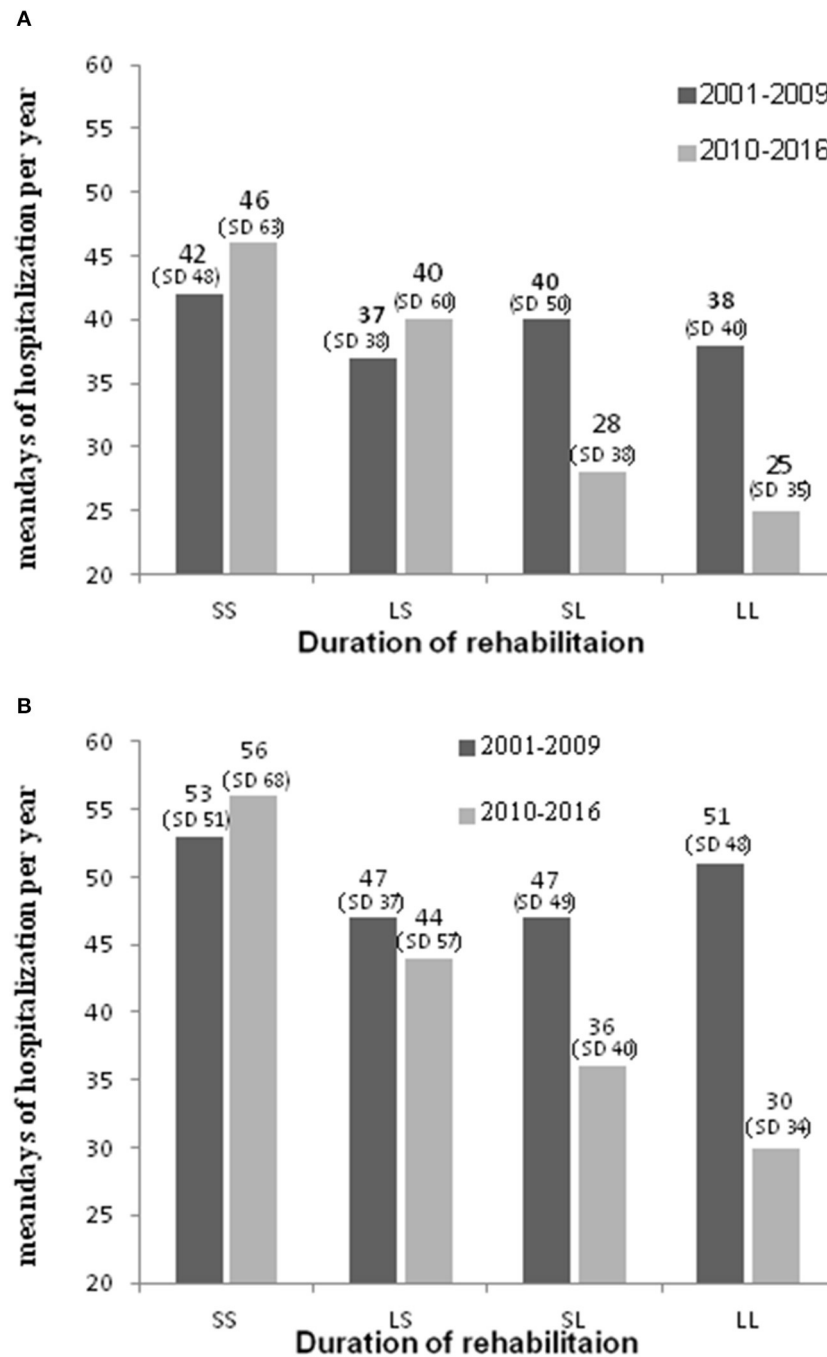 A
meandays of hospitalization per year
60
55
50
45
40
35
30
25
20
2001-2009
2010-2016
42
(SD 48)
46
(SD 63)
37
(SD 38)
40
(SD 60)
40
(SD 50)
28
(SD 38)
38
(SD 40)
25
(SD 35)
SS LS SL LL
Duration of rehabilitaion
B
meandays of hospitalization per year
60
55
50
45
40
35
30
25
20
2001-2009
2010-2016
53
(SD 51)
56
(SD 68)
47
(SD 37)
44
(SD 57)
47
(SD 49)
36
(SD 40)
51
(SD 48)
30
(SD 34)
SS LS SL LL
Duration of rehabilitaion